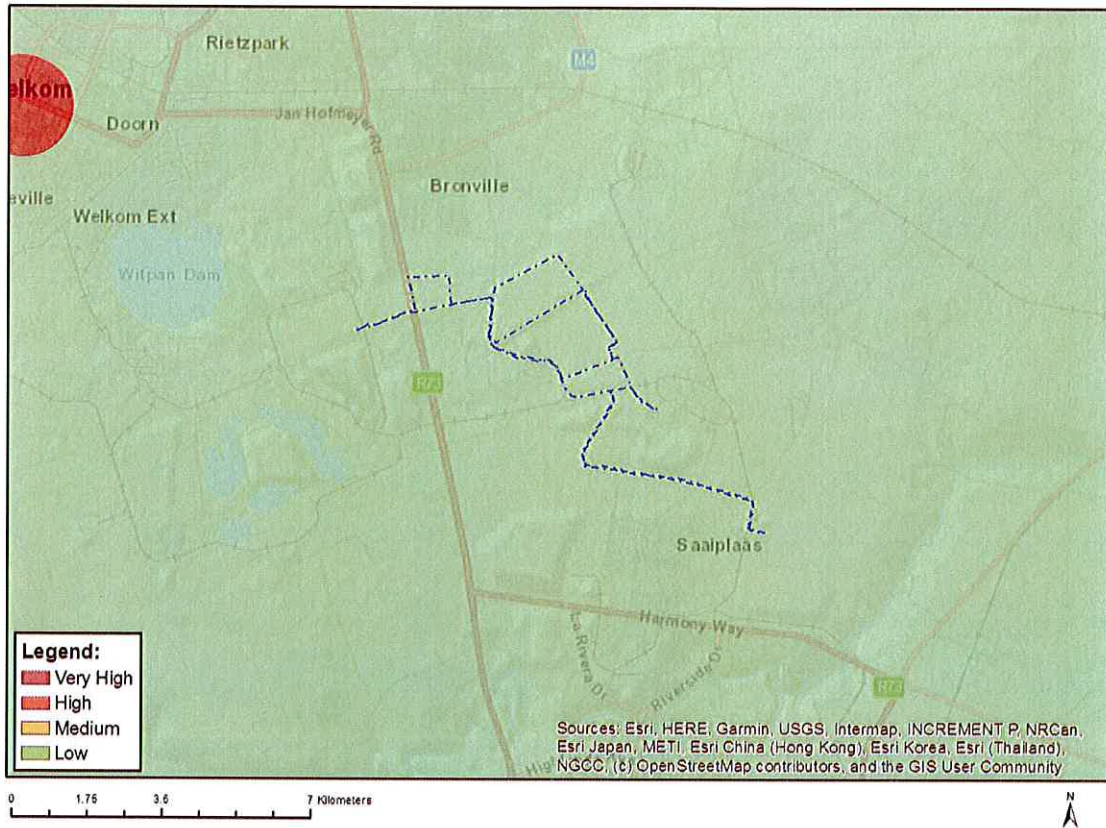 Rietzpark
M4
elkom
Doorn
Jan Hofmeyer Rd
Bronville
eville
Welkom Ext
Witpan Dam
R73
Saaiplaas
Harmony Way
La Rivera Dr
Riverside Dr
R73
Legend:
Very High
High
Medium
Low
Sources: Esri, HERE, Garmin, USGS, Intermap, INCREMENT P, NRCan,
Esri Japan, METI, Esri China (Hong Kong), Esri Korea, Esri (Thailand),
NGCC, (c) OpenStreetMap contributors, and the GIS User Community
0 1.75 3.5 7 Kilometers
N